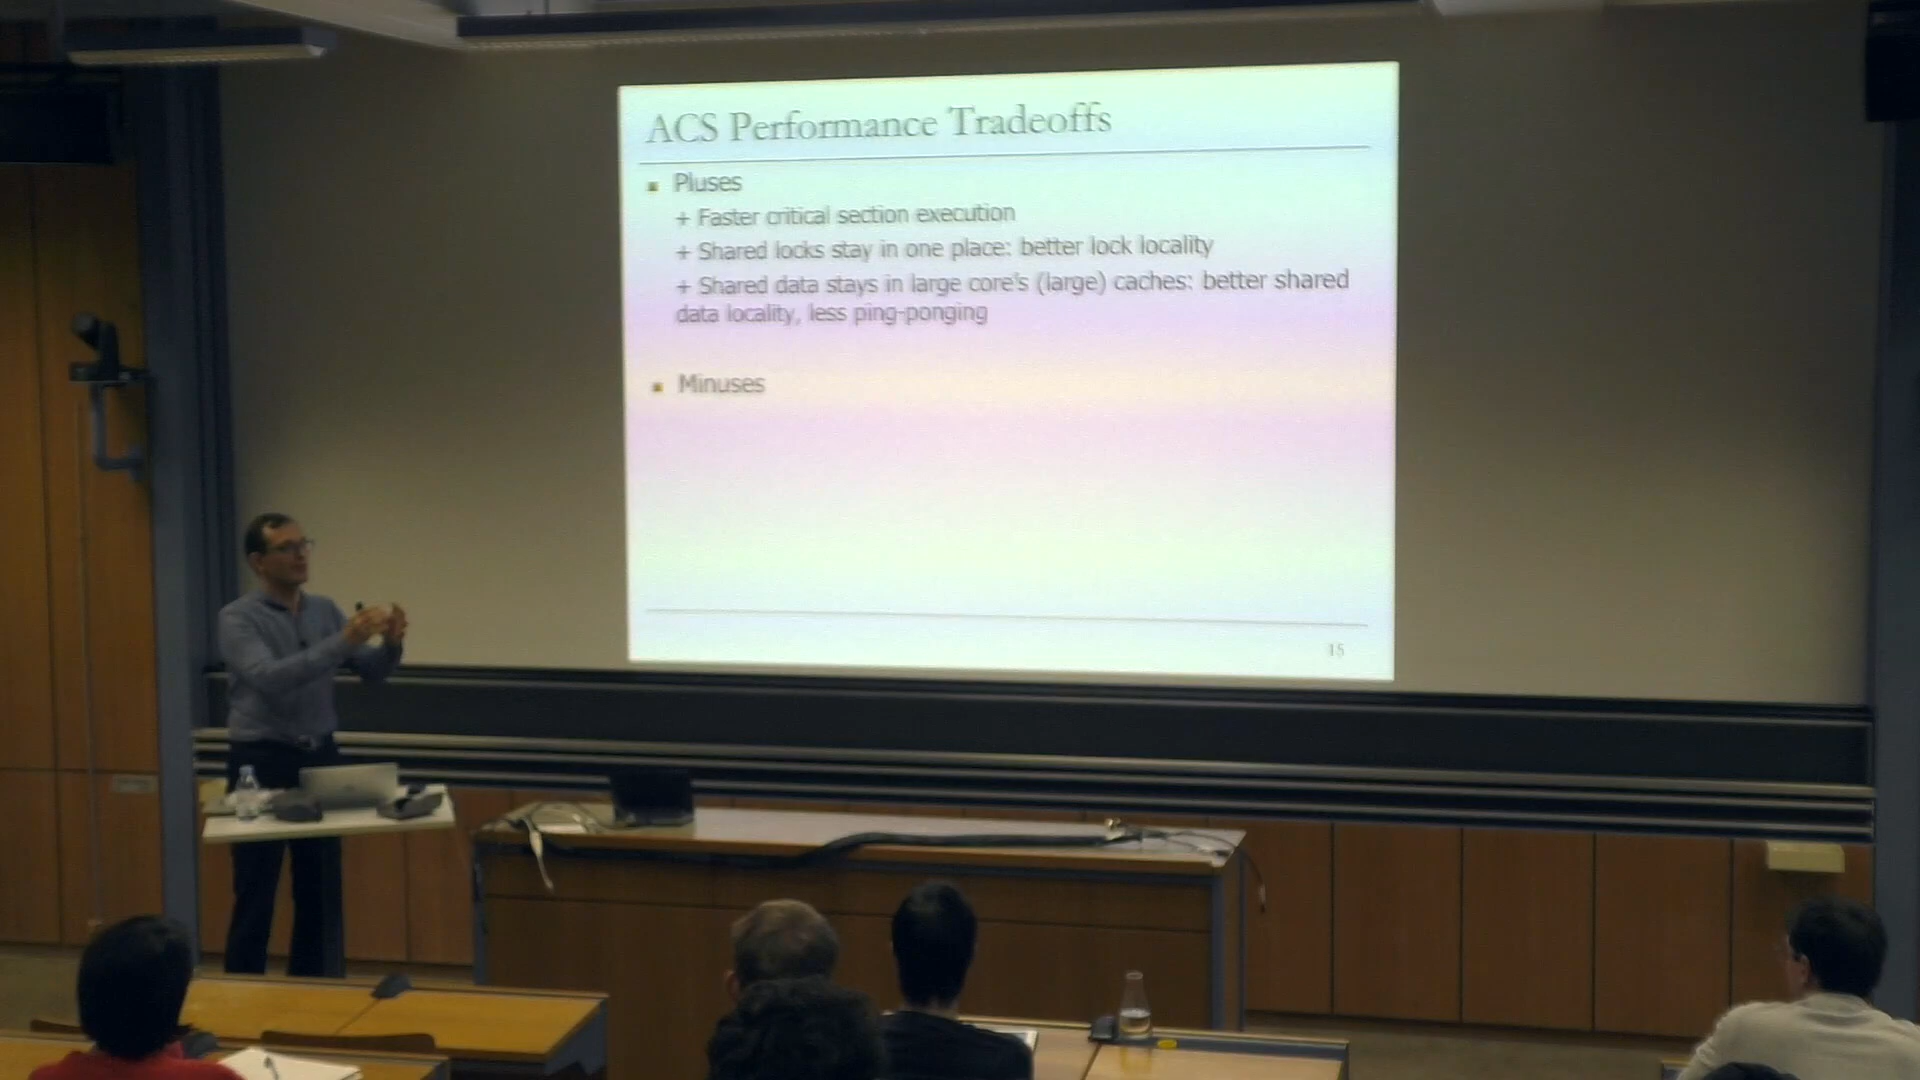 ACS Performance Tradeoffs
▪ Pluses
+ Faster critical section execution
+ Shared locks stay in one place: better lock locality
+ Shared data stays in large core's (large) caches: better shared
data locality, less ping-ponging
▪ Minuses
15